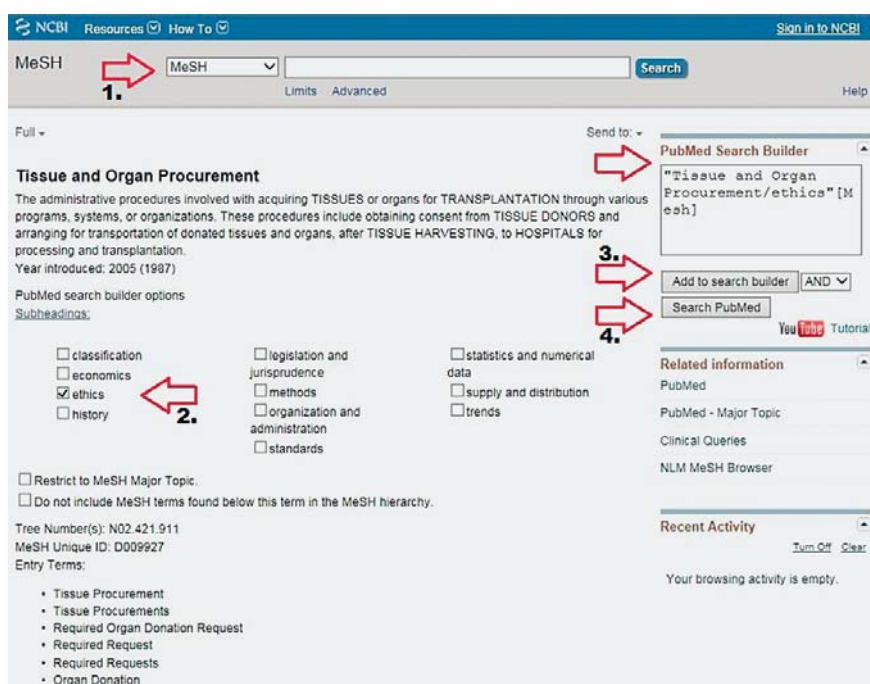 NCBI Resources How To Sign in to NCBI
MeSH
1.
MeSH
Search
Limits Advanced
Help
Full
Send to:
Tissue and Organ Procurement
The administrative procedures involved with acquiring TISSUES or organs for TRANSPLANTATION through various
programs, systems, or organizations. These procedures include obtaining consent from TISSUE DONORS and
arranging for transportation of donated tissues and organs, after TISSUE HARVESTING, to HOSPITALS for
processing and transplantation.
Year introduced: 2005 (1987)
PubMed search builder options
Subheadings:
classification
economics
ethics
history
2.
legislation and
jurisprudence
methods
organization and
administration
standards
statistics and numerical
data
supply and distribution
trends
Restrict to MeSH Major Topic.
Do not include MeSH terms found below this term in the MeSH hierarchy.
Tree Number(s): N02.421.911
MeSH Unique ID: D009927
Entry Terms:
• Tissue Procurement
• Tissue Procurements
• Required Organ Donation Request
• Required Request
• Required Requests
• Organ Donation
PubMed Search Builder
"Tissue and Organ
Procurement/ethics"[M
esh]
3.
Add to search builder AND
4.
Search PubMed
YouTube Tutorial
Related information
PubMed
PubMed - Major Topic
Clinical Queries
NLM MeSH Browser
Recent Activity
Turn Off Clear
Your browsing activity is empty.